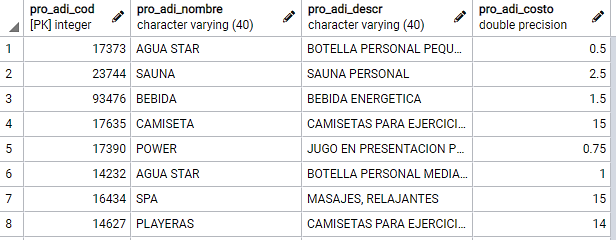 pro_adi_cod pro_adi_nombre pro_adi_descr pro_adi_costo
[PK] integer character varying (40) character varying (40) double precision
1 17373 AGUA STAR BOTELLA PERSONAL PEQU... 0.5
2 23744 SAUNA SAUNA PERSONAL 2.5
3 93476 BEBIDA BEBIDA ENERGETICA 1.5
4 17635 CAMISETA CAMISETAS PARA EJERCICI... 15
5 17390 POWER JUGO EN PRESENTACION P... 0.75
6 14232 AGUA STAR BOTELLA PERSONAL MEDIA... 1
7 16434 SPA MASAJES, RELAJANTES 15
8 14627 PLAYERAS CAMISETAS PARA EJERCICI... 14